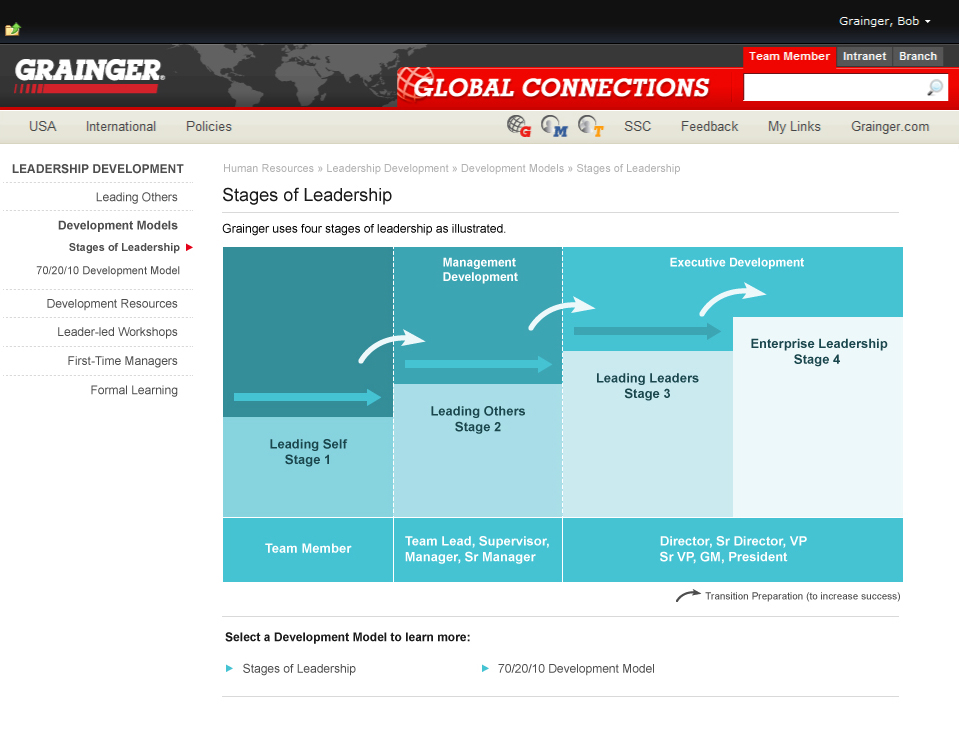 Grainger, Bob
GRAINGER
GLOBAL CONNECTIONS
Team Member
Intranet
Branch
USA
International
Policies
G
M
T
SSC
Feedback
My Links
Grainger.com
LEADERSHIP DEVELOPMENT
Leading Others
Development Models
Stages of Leadership
70/20/10 Development Model
Development Resources
Leader-led Workshops
First-Time Managers
Formal Learning
Human Resources » Leadership Development » Development Models » Stages of Leadership
Stages of Leadership
Grainger uses four stages of leadership as illustrated.
Management
Development
Executive Development
Leading Self
Stage 1
Leading Others
Stage 2
Leading Leaders
Stage 3
Enterprise Leadership
Stage 4
Team Member
Team Lead, Supervisor,
Manager, Sr Manager
Director, Sr Director, VP
Sr VP, GM, President
Transition Preparation (to increase success)
Select a Development Model to learn more:
Stages of Leadership
70/20/10 Development Model